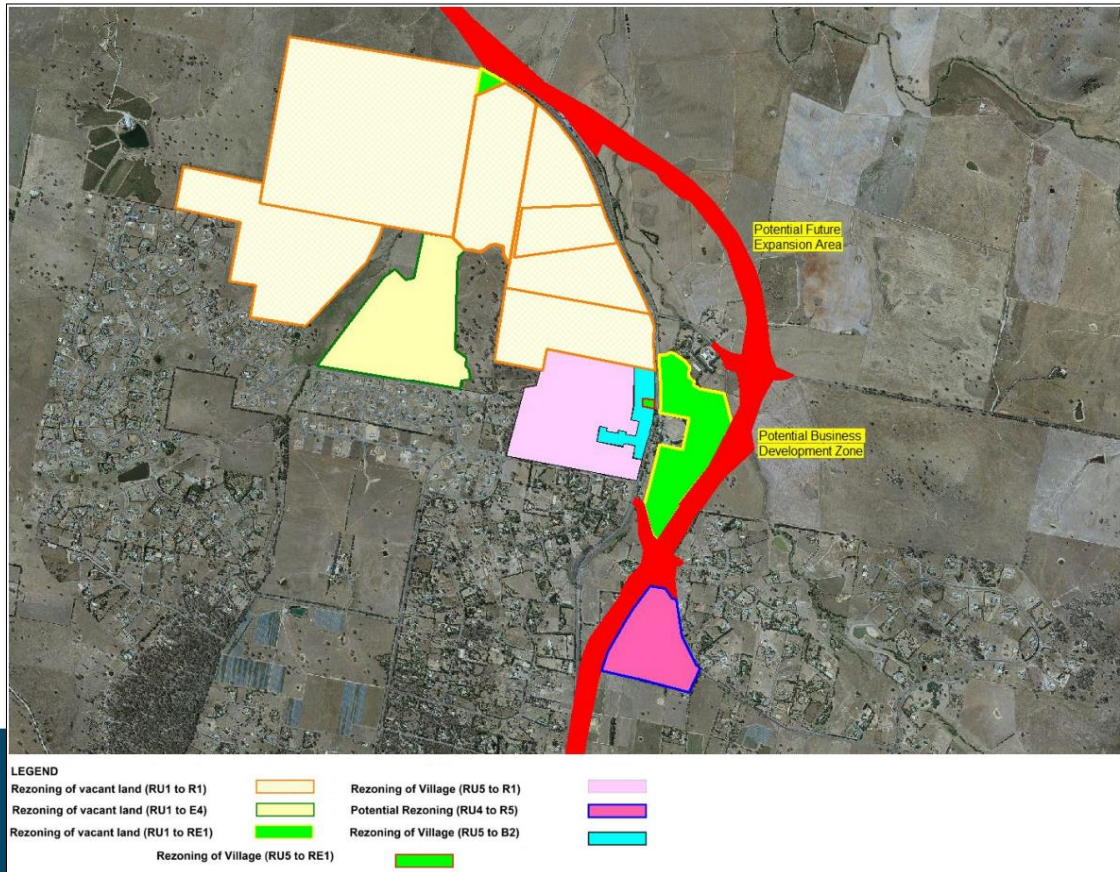 Potential Future
Expansion Area
Potential Business
Development Zone
LEGEND
Rezoning of vacant land (RU1 to R1)
Rezoning of Village (RU5 to R1)
Rezoning of vacant land (RU1 to E4)
Potential Rezoning (RU4 to R5)
Rezoning of vacant land (RU1 to RE1)
Rezoning of Village (RU5 to B2)
Rezoning of Village (RU5 to RE1)